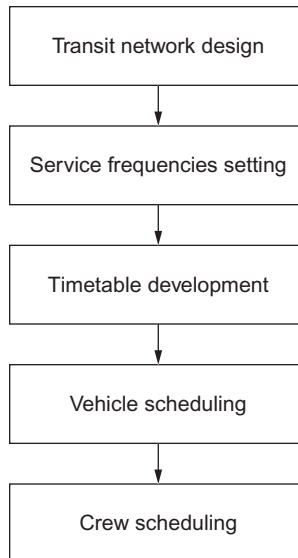 Transit network design
Service frequencies setting
Timetable development
Vehicle scheduling
Crew scheduling